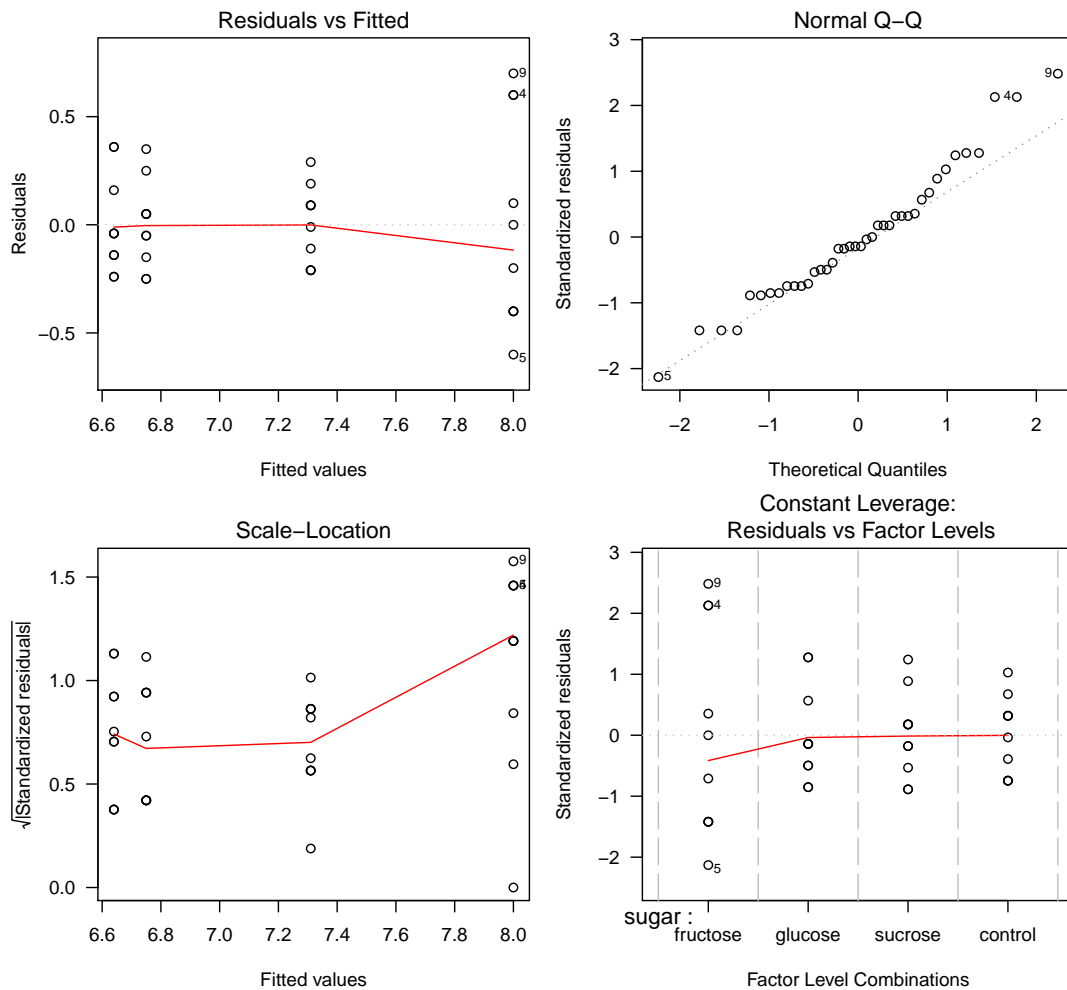 Residuals vs Fitted
Residuals
0.5
0.0
−0.5
9
4
5
6.6 6.8 7.0 7.2 7.4 7.6 7.8 8.0
Fitted values
Normal Q−Q
Standardized residuals
3
2
1
0
−1
−2
9
4
5
−2 −1 0 1 2
Theoretical Quantiles
Scale−Location
√|Standardized residuals|
1.5
1.0
0.5
0.0
9
6.6 6.8 7.0 7.2 7.4 7.6 7.8 8.0
Fitted values
Constant Leverage:
Residuals vs Factor Levels
Standardized residuals
3
2
1
0
−1
−2
9
4
5
sugar :
fructose glucose sucrose control
Factor Level Combinations